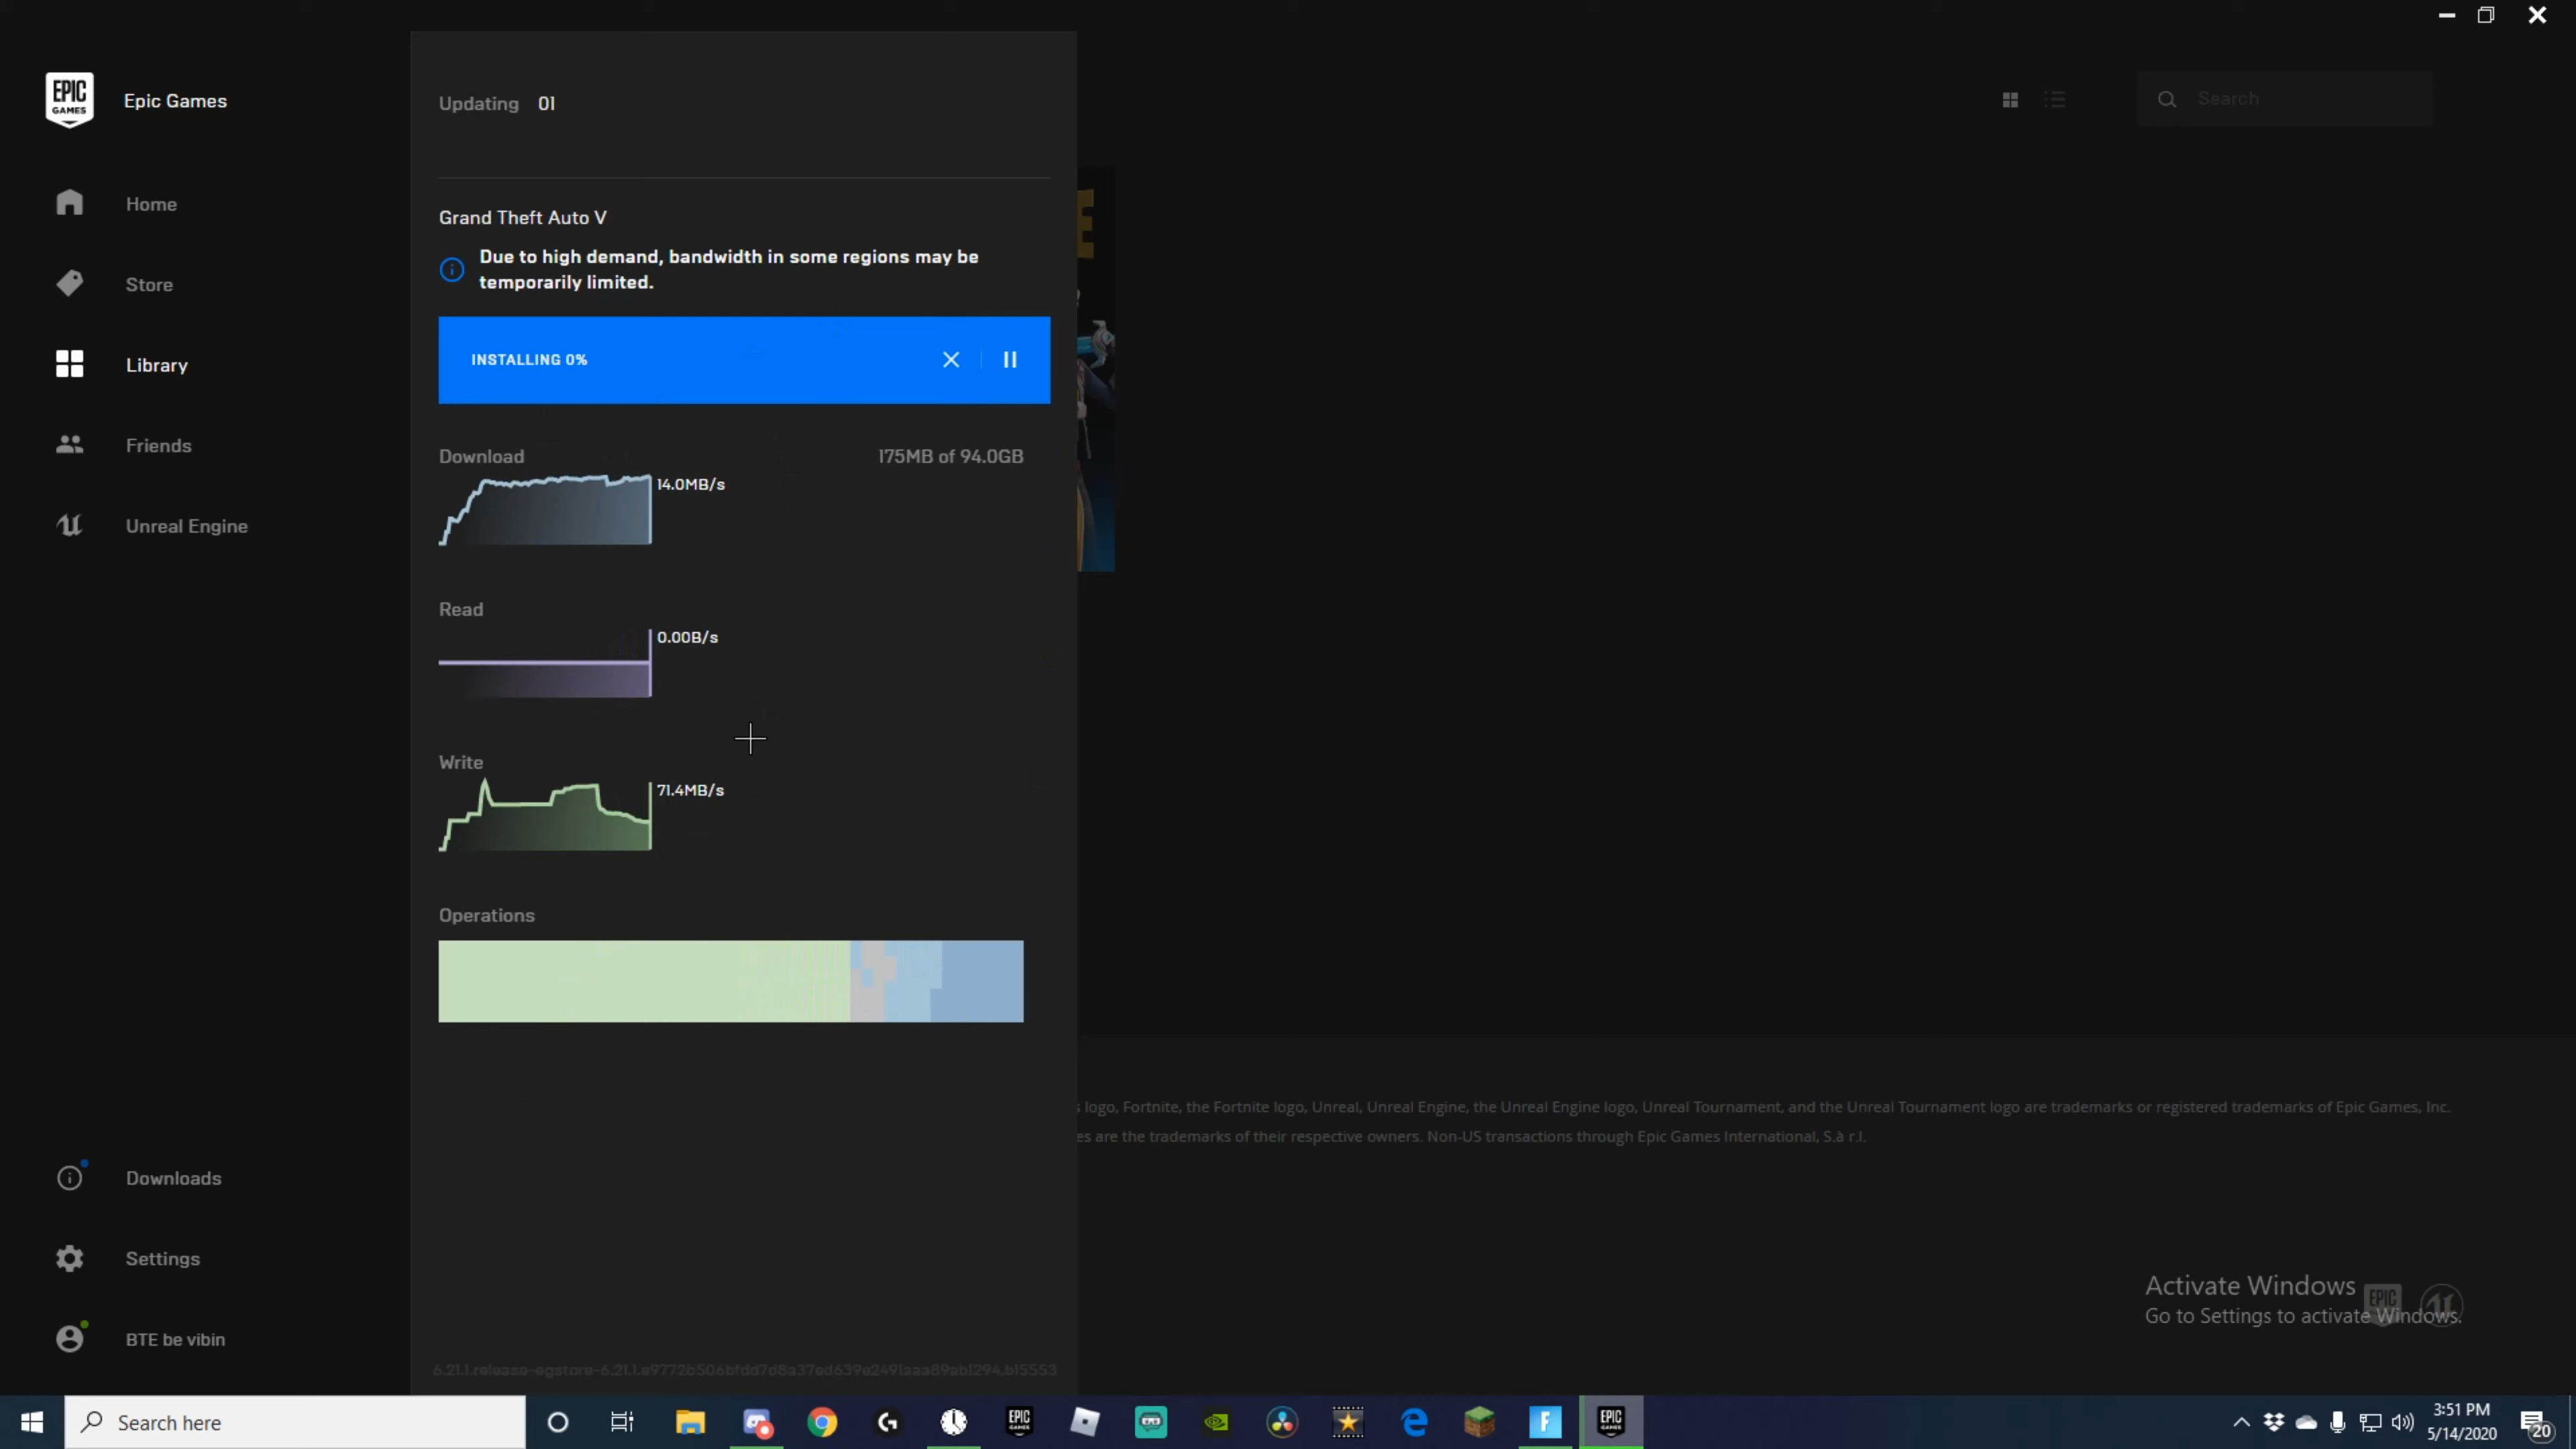 EPIC GAMES
Epic Games
Home
Store
Library
Friends
Unreal Engine
Downloads
Settings
BTE be vibin
Updating 01
Grand Theft Auto V
Due to high demand, bandwidth in some regions may be
temporarily limited.
INSTALLING 0%
Download 175MB of 94.0GB
14.0MB/s
Read
0.00B/s
Write
71.4MB/s
Operations
Search
E
s logo, Fortnite, the Fortnite logo, Unreal, Unreal Engine, the Unreal Engine logo, Unreal Tournament, and the Unreal Tournament logo are trademarks or registered trademarks of Epic Games, Inc.
es are the trademarks of their respective owners. Non-US transactions through Epic Games International, S.à r.l.
Activate Windows
Go to Settings to activate Windows.
EPIC
Search here
EPIC GAMES
EPIC GAMES
3:51 PM
5/14/2020
20